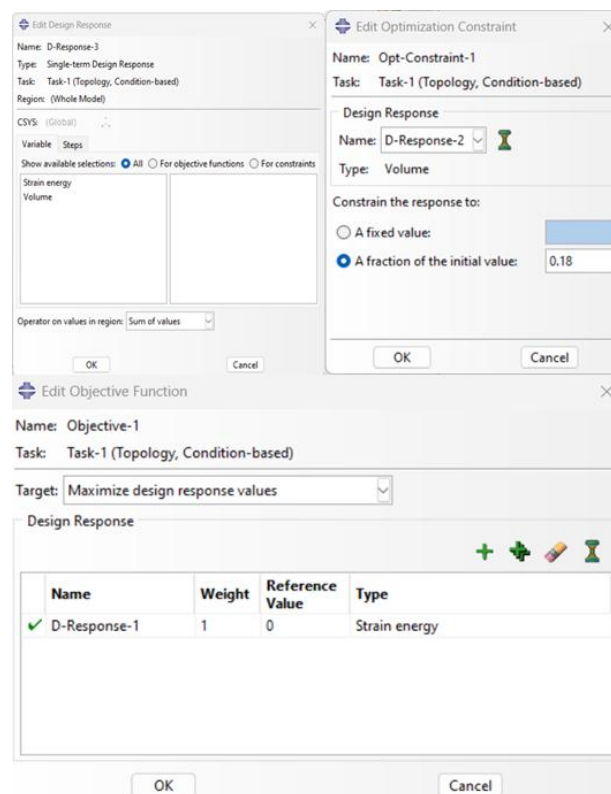 Edit Design Response
Name: D-Response-3
Type: Single-term Design Response
Task: Task-1 (Topology, Condition-based)
Region: (Whole Model)
CSYS: (Global)
Variable Steps
Show available selections: All For objective functions For constraints
Strain energy
Volume
Operator on values in region: Sum of values
OK Cancel
Edit Optimization Constraint
Name: Opt-Constraint-1
Task: Task-1 (Topology, Condition-based)
Design Response
Name: D-Response-2
Type: Volume
Constrain the response to:
A fixed value:
A fraction of the initial value: 0.18
OK Cancel
Edit Objective Function
Name: Objective-1
Task: Task-1 (Topology, Condition-based)
Target: Maximize design response values
Design Response
Name Weight Reference Value Type
D-Response-1 1 0 Strain energy
OK Cancel